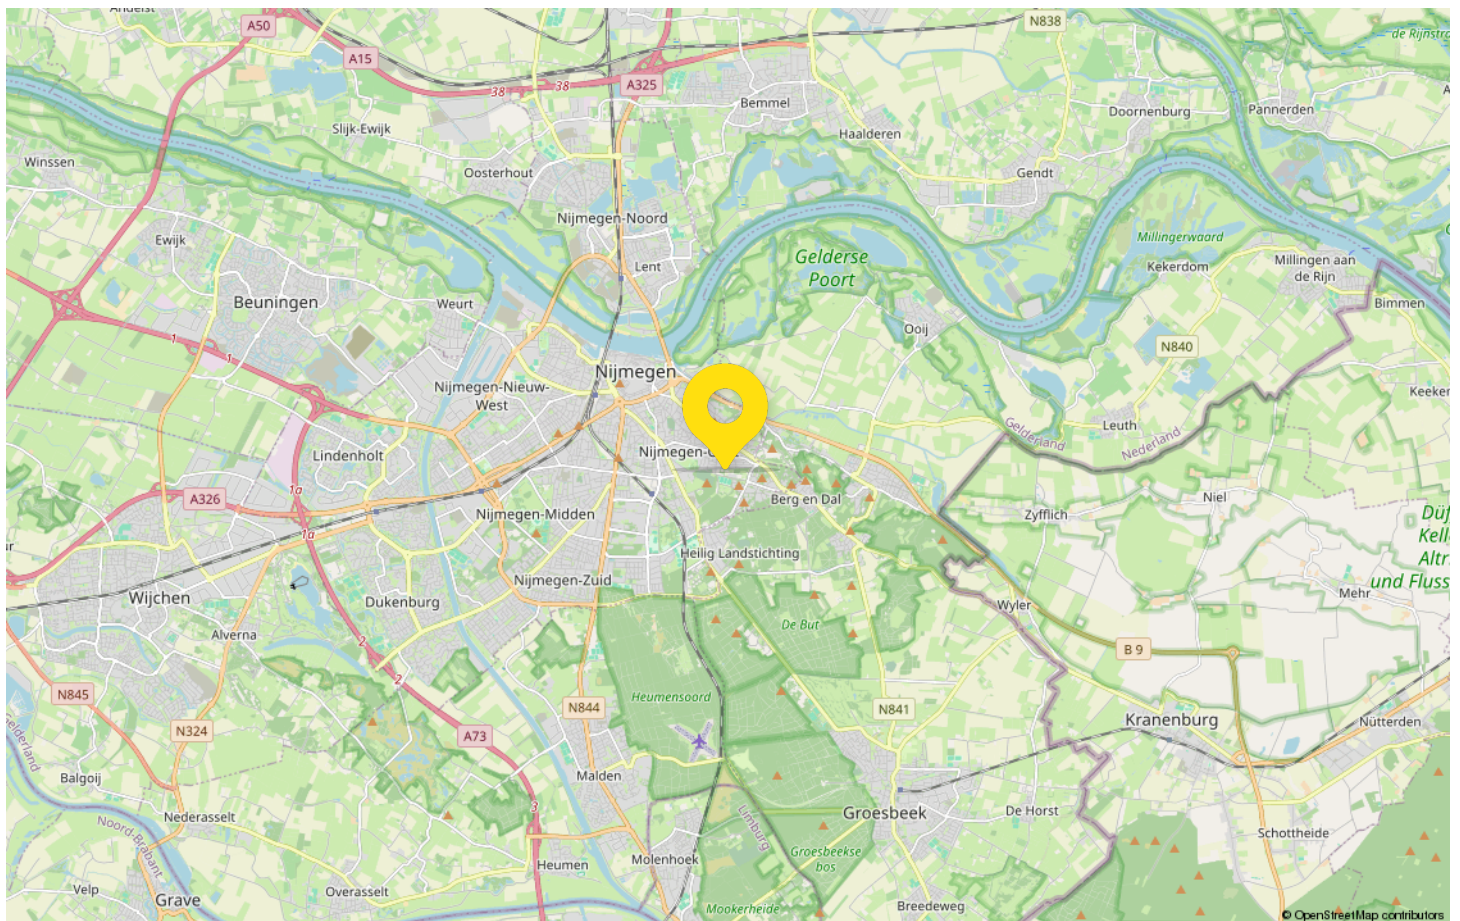 Andelst
A50
N838
de Rijnstr
A15
38
38
A325
Bemmel
Doornenburg
Pannerden
Slijk-Ewijk
Haalderen
Winssen
Oosterhout
Gendt
Nijmegen-Noord
Ewijk
Millingerwaard
Lent
Gelderse
Poort
Kekerdom
Millingen aan
de Rijn
Beuningen
Weurt
Bimmen
Ooij
1
1
N840
Nijmegen
Nijmegen-Nieuw-
West
Keeken
Gelderland
Nederland
Leuth
Lindenholt
Nijmegen-
A326
1a
Berg en Dal
Niel
Zyfflich
Nijmegen-Midden
1a
Heilig Landstichting
Nijmegen-Zuid
Wijchen
Dukenburg
Wyler
Mehr
Düf
Kell
Altr
und Fluss
Alverna
De But
2
B 9
2
N845
Heumensoord
N844
N841
Kranenburg
Nütterden
Gelderland
N324
A73
Balgoij
Malden
3
Nederasselt
Groesbeek
De Horst
Noord-Brabant
Limburg
Schottheide
Heumen
Molenhoek
Groesbeekse
bos
Velp
Overasselt
Grave
Mookerheide
Breedeweg
© OpenStreetMap contributors